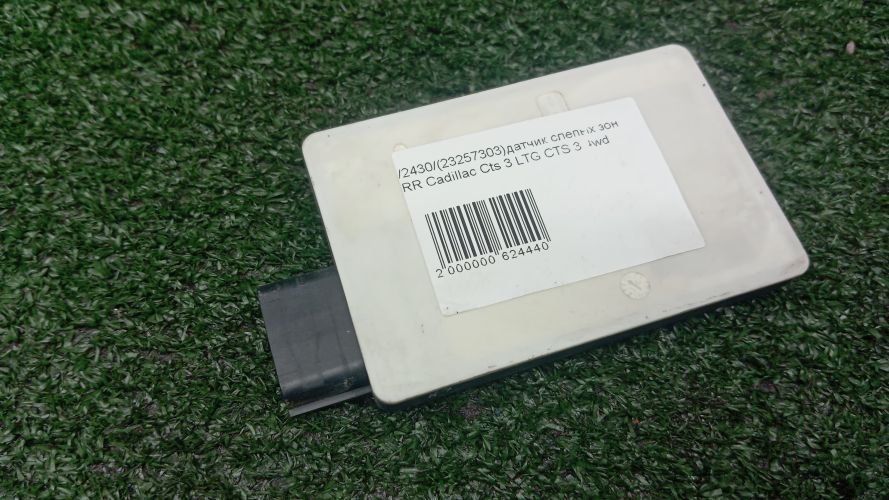 /2430/(23257303)датчик слепых зон
RR Cadillac Cts 3 LTG CTS 3 4wd
2 000000 624440